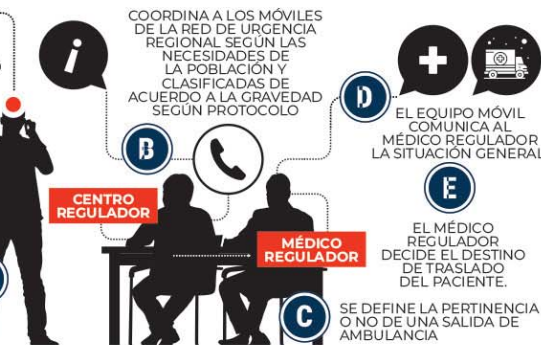 COORDINA A LOS MÓVILES
DE LA RED DE URGENCIA
REGIONAL SEGÚN LAS
NECESIDADES DE
LA POBLACIÓN Y
CLASIFICADAS DE
ACUERDO A LA GRAVEDAD
SEGÚN PROTOCOLO
B
CENTRO
REGULADOR
MÉDICO
REGULADOR
C
SE DEFINE LA PERTINENCIA
O NO DE UNA SALIDA DE
AMBULANCIA
D
EL EQUIPO MÓVIL
COMUNICA AL
MÉDICO REGULADOR
LA SITUACIÓN GENERAL
E
EL MÉDICO
REGULADOR
DECIDE EL DESTINO
DE TRASLADO
DEL PACIENTE.